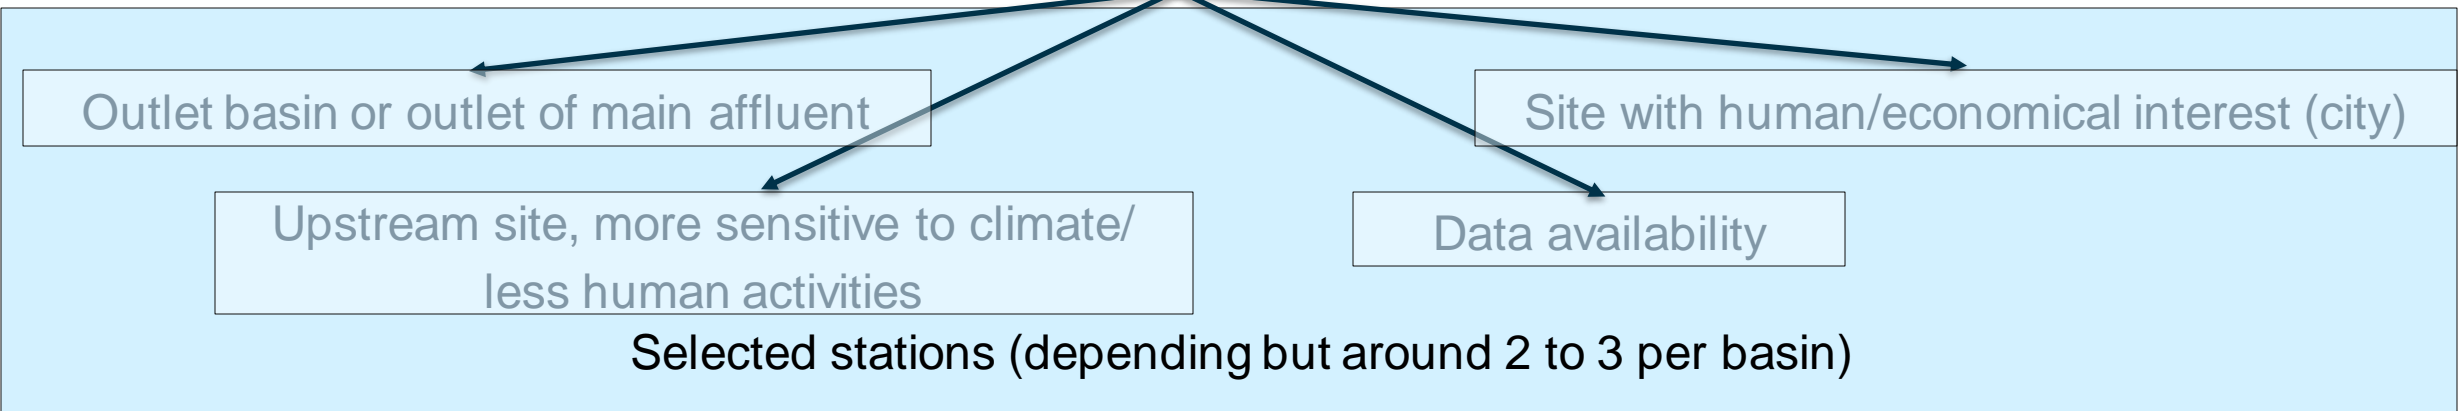 Outlet basin or outlet of main affluent
Site with human/economical interest (city)
Upstream site, more sensitive to climate/
less human activities
Data availability
Selected stations (depending but around 2 to 3 per basin)